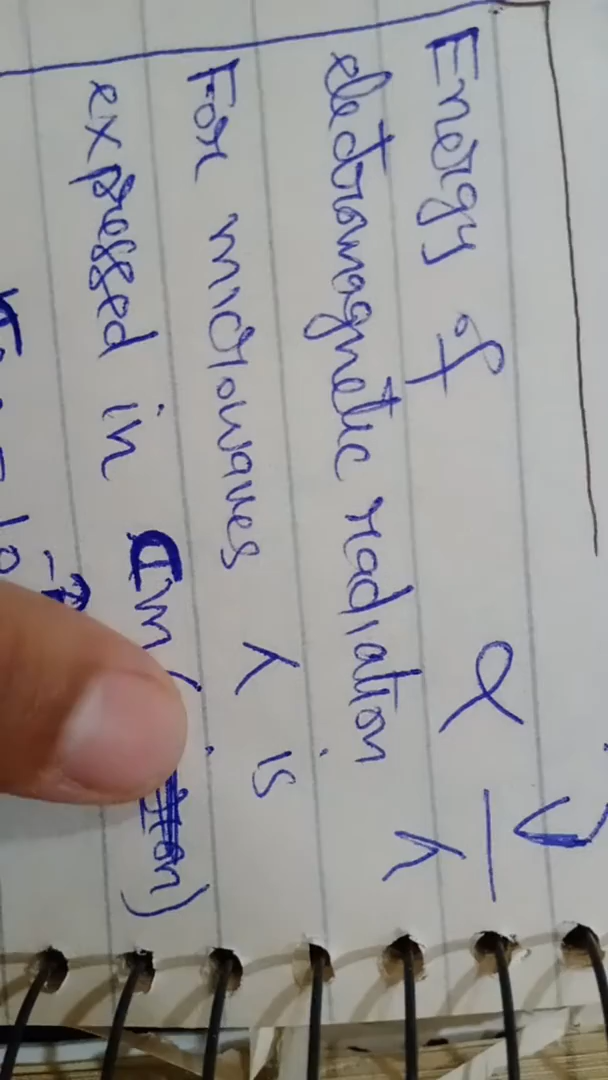 Energy of ∝ 1
electromagnetic radiation λ
For microwaves λ is
expressed in cm(